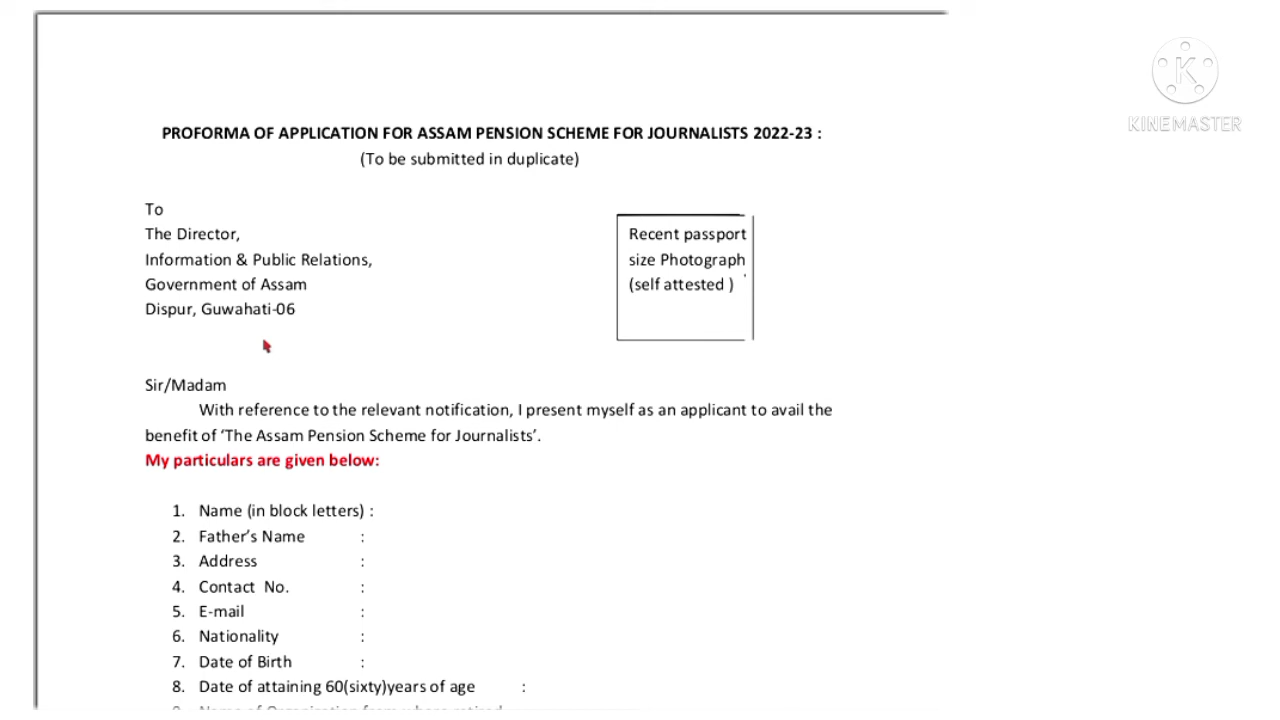 KINEMASTER
PROFORMA OF APPLICATION FOR ASSAM PENSION SCHEME FOR JOURNALISTS 2022-23 :
(To be submitted in duplicate)
To
The Director,
Information & Public Relations,
Government of Assam
Dispur, Guwahati-06
Recent passport
size Photograph
(self attested )
Sir/Madam
With reference to the relevant notification, I present myself as an applicant to avail the
benefit of ‘The Assam Pension Scheme for Journalists’.
My particulars are given below:
1. Name (in block letters) :
2. Father’s Name :
3. Address :
4. Contact No. :
5. E-mail :
6. Nationality :
7. Date of Birth :
8. Date of attaining 60(sixty)years of age :